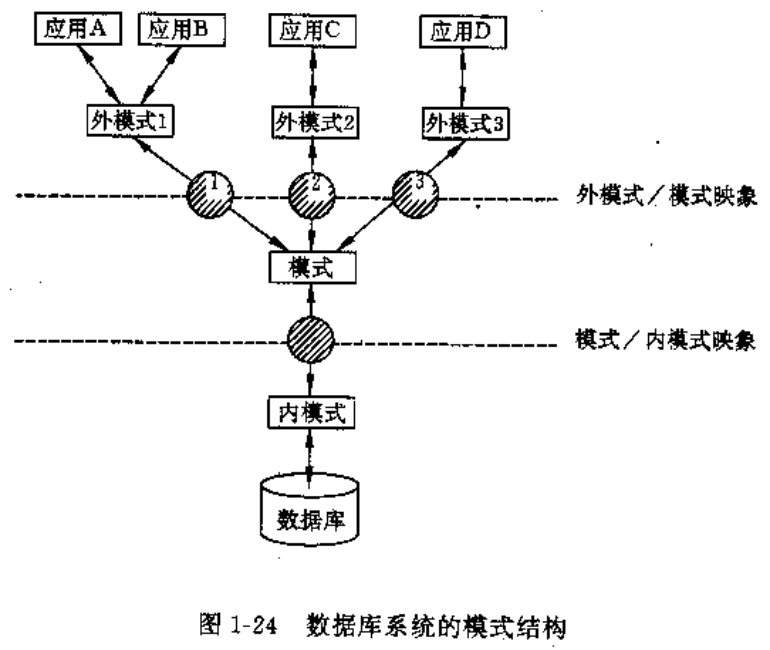 应用A 应用B 应用C 应用D
外模式1 外模式2 外模式3
1 2 3 外模式／模式映象
模式
模式／内模式映象
内模式
数据库
图 1-24 数据库系统的模式结构